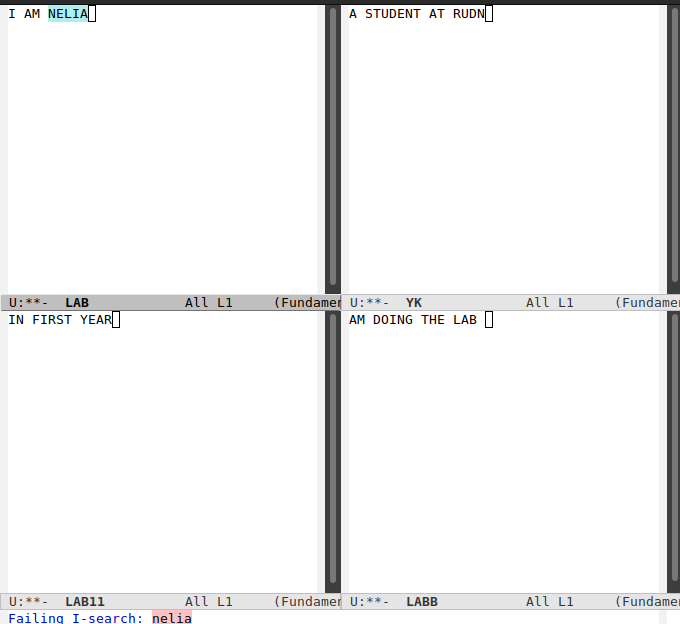 I AM NELIA
A STUDENT AT RUDN
U:**- LAB All L1 (Fundamen
U:**- YK All L1 (Fundamen
IN FIRST YEAR
AM DOING THE LAB
U:**- LAB11 All L1 (Fundamen
U:**- LABB All L1 (Fundamen
Failing I-search: nelia